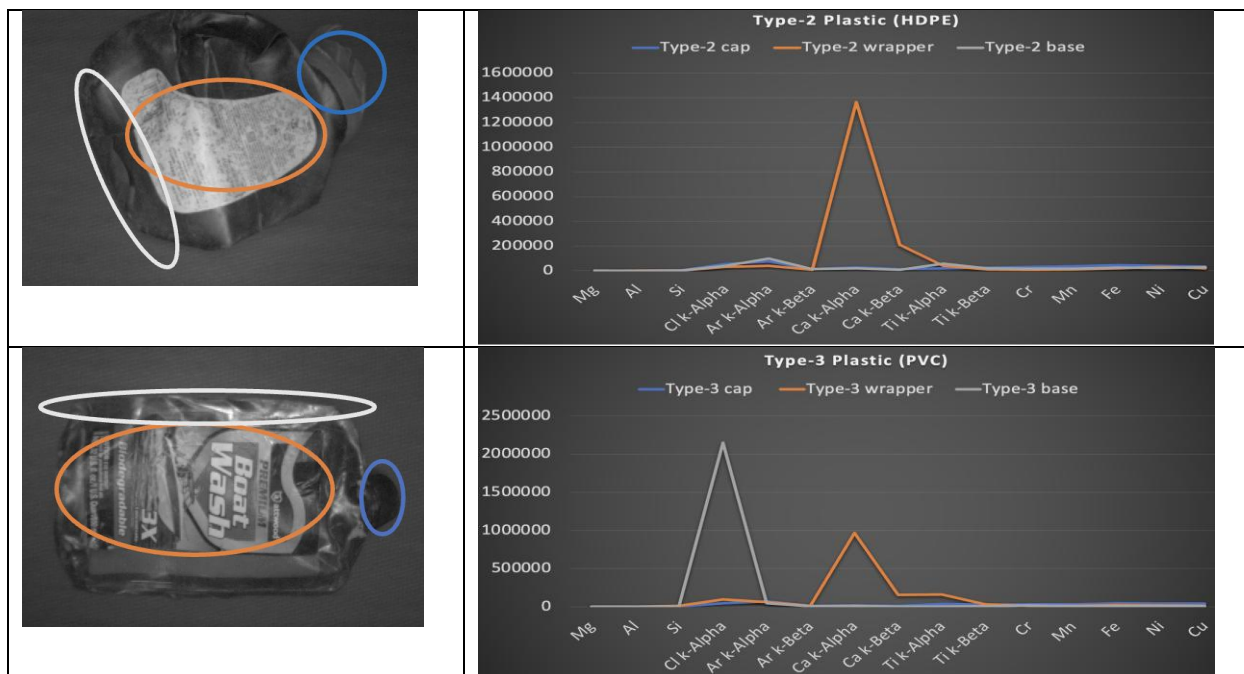 Type-2 Plastic (HDPE)
Type-2 cap Type-2 wrapper Type-2 base
1600000
1400000
1200000
1000000
800000
600000
400000
200000
0
Mg Al Si Cl k-Alpha Ar k-Alpha Ar k-Beta Ca k-Alpha Ca k-Beta Ti k-Alpha Ti k-Beta Cr Mn Fe Ni Cu
Biodegradable
3X
PREMIUM
Boat
Wash
Type-3 Plastic (PVC)
Type-3 cap Type-3 wrapper Type-3 base
2500000
2000000
1500000
1000000
500000
0
Mg Al Si Cl k-Alpha Ar k-Alpha Ar k-Beta Ca k-Alpha Ca k-Beta Ti k-Alpha Ti k-Beta Cr Mn Fe Ni Cu